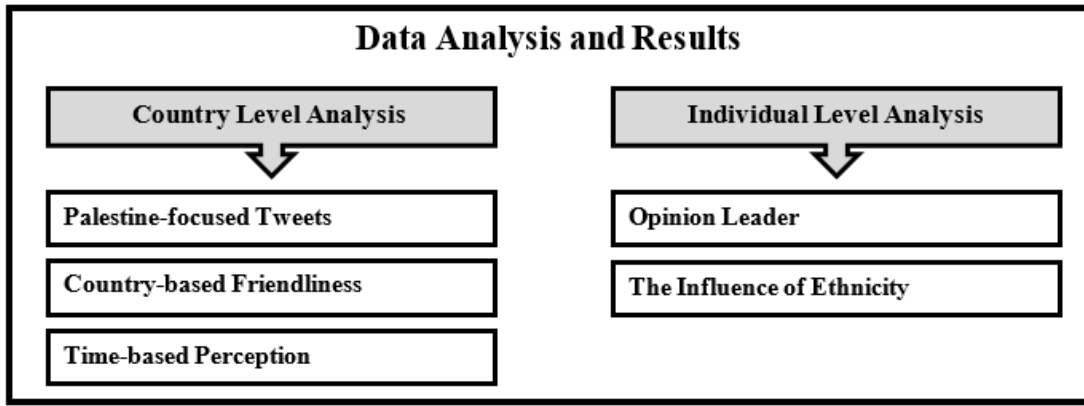 Data Analysis and Results
Country Level Analysis
Palestine-focused Tweets
Country-based Friendliness
Time-based Perception
Individual Level Analysis
Opinion Leader
The Influence of Ethnicity